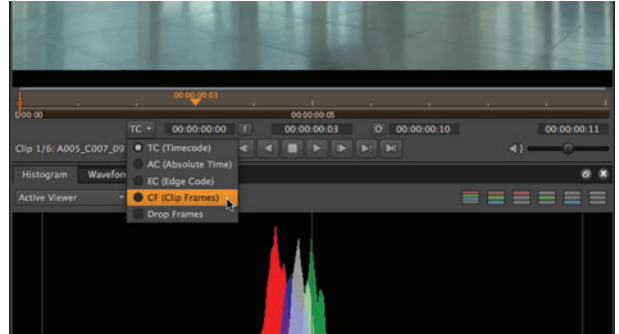 00:00:00:03
00:00 00:00:00:05
TC 00:00:00:00 I 00:00:00:03 O 00:00:00:10 00:00:00:11
Clip 1/6: A005_C007_09
TC (Timecode)
AC (Absolute Time)
EC (Edge Code)
CF (Clip Frames)
Drop Frames
Histogram Wavefor
Active Viewer